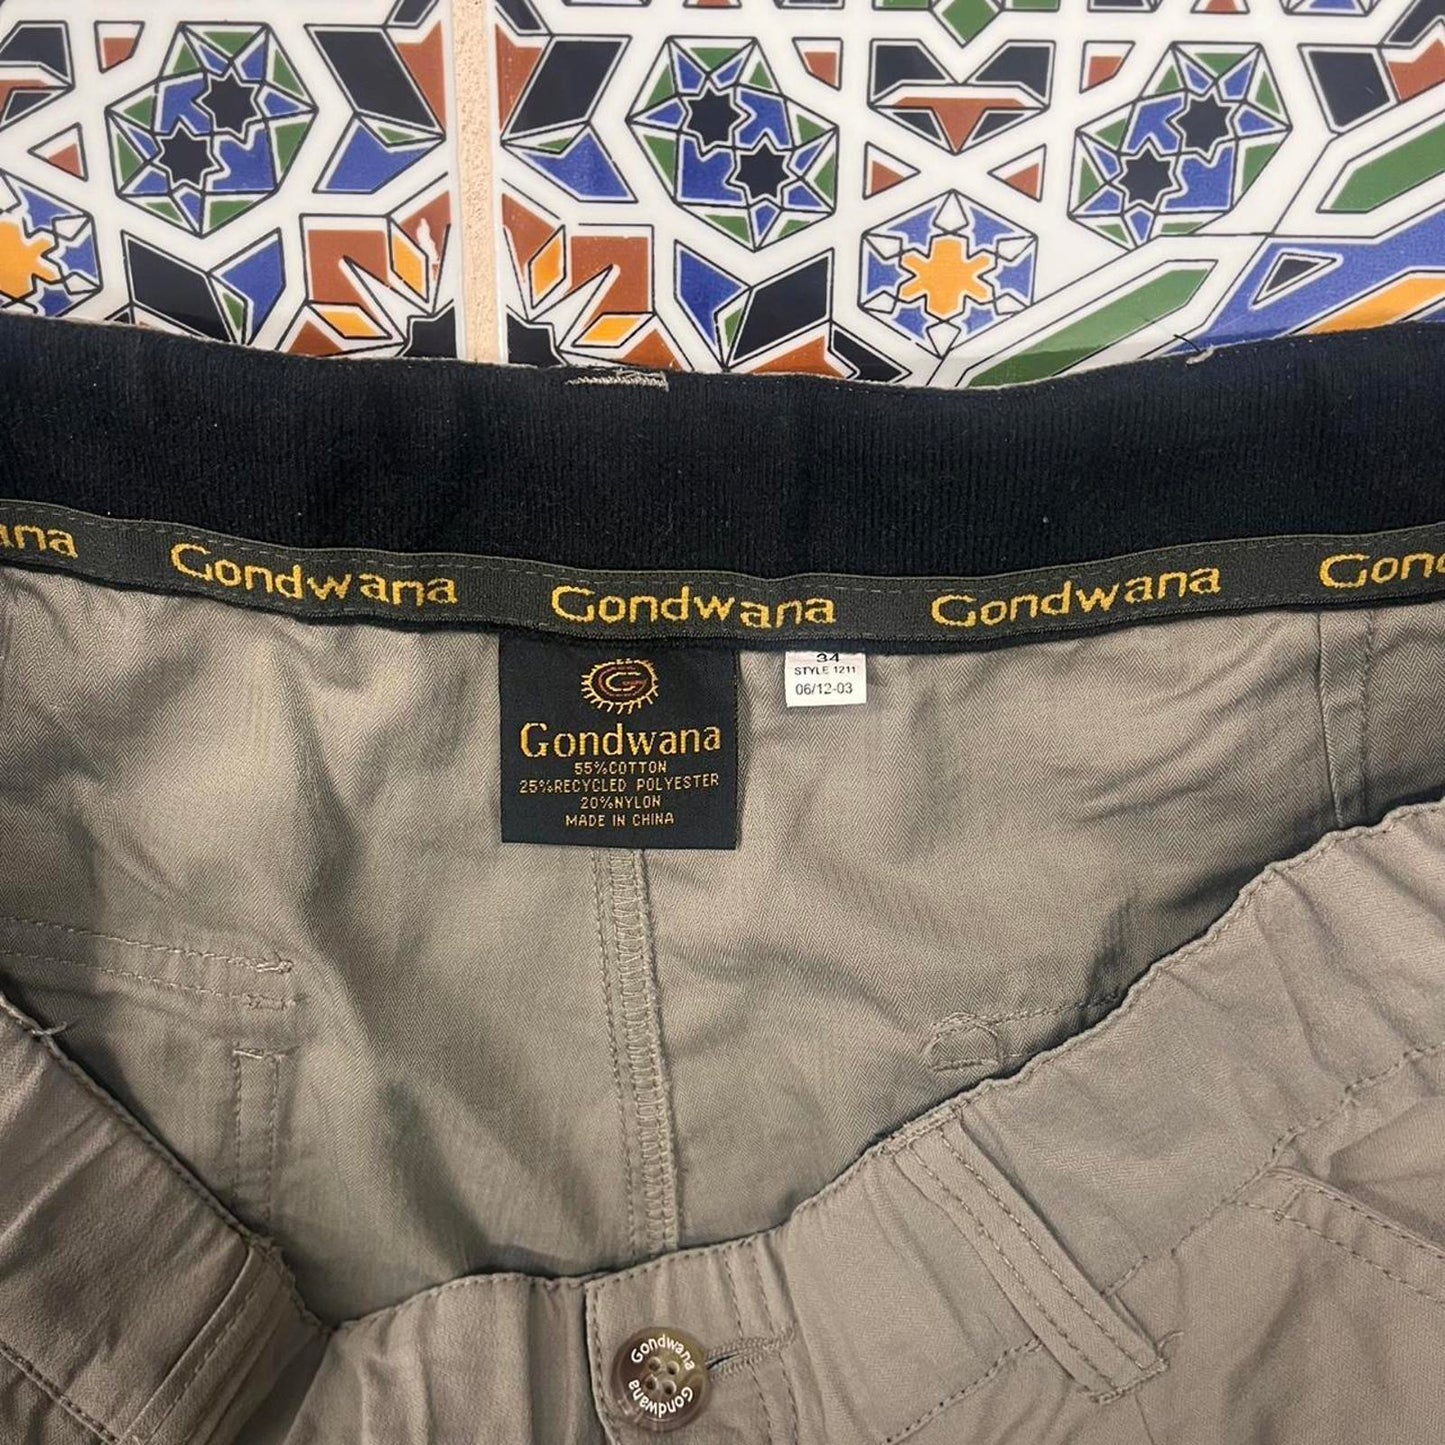 Gondwana Gondwana Gondwana
Gondwana
55%COTTON
25%RECYCLED POLYESTER
20%NYLON
MADE IN CHINA
34
STYLE 1211
06/12-03
Gondwana
Gondwana